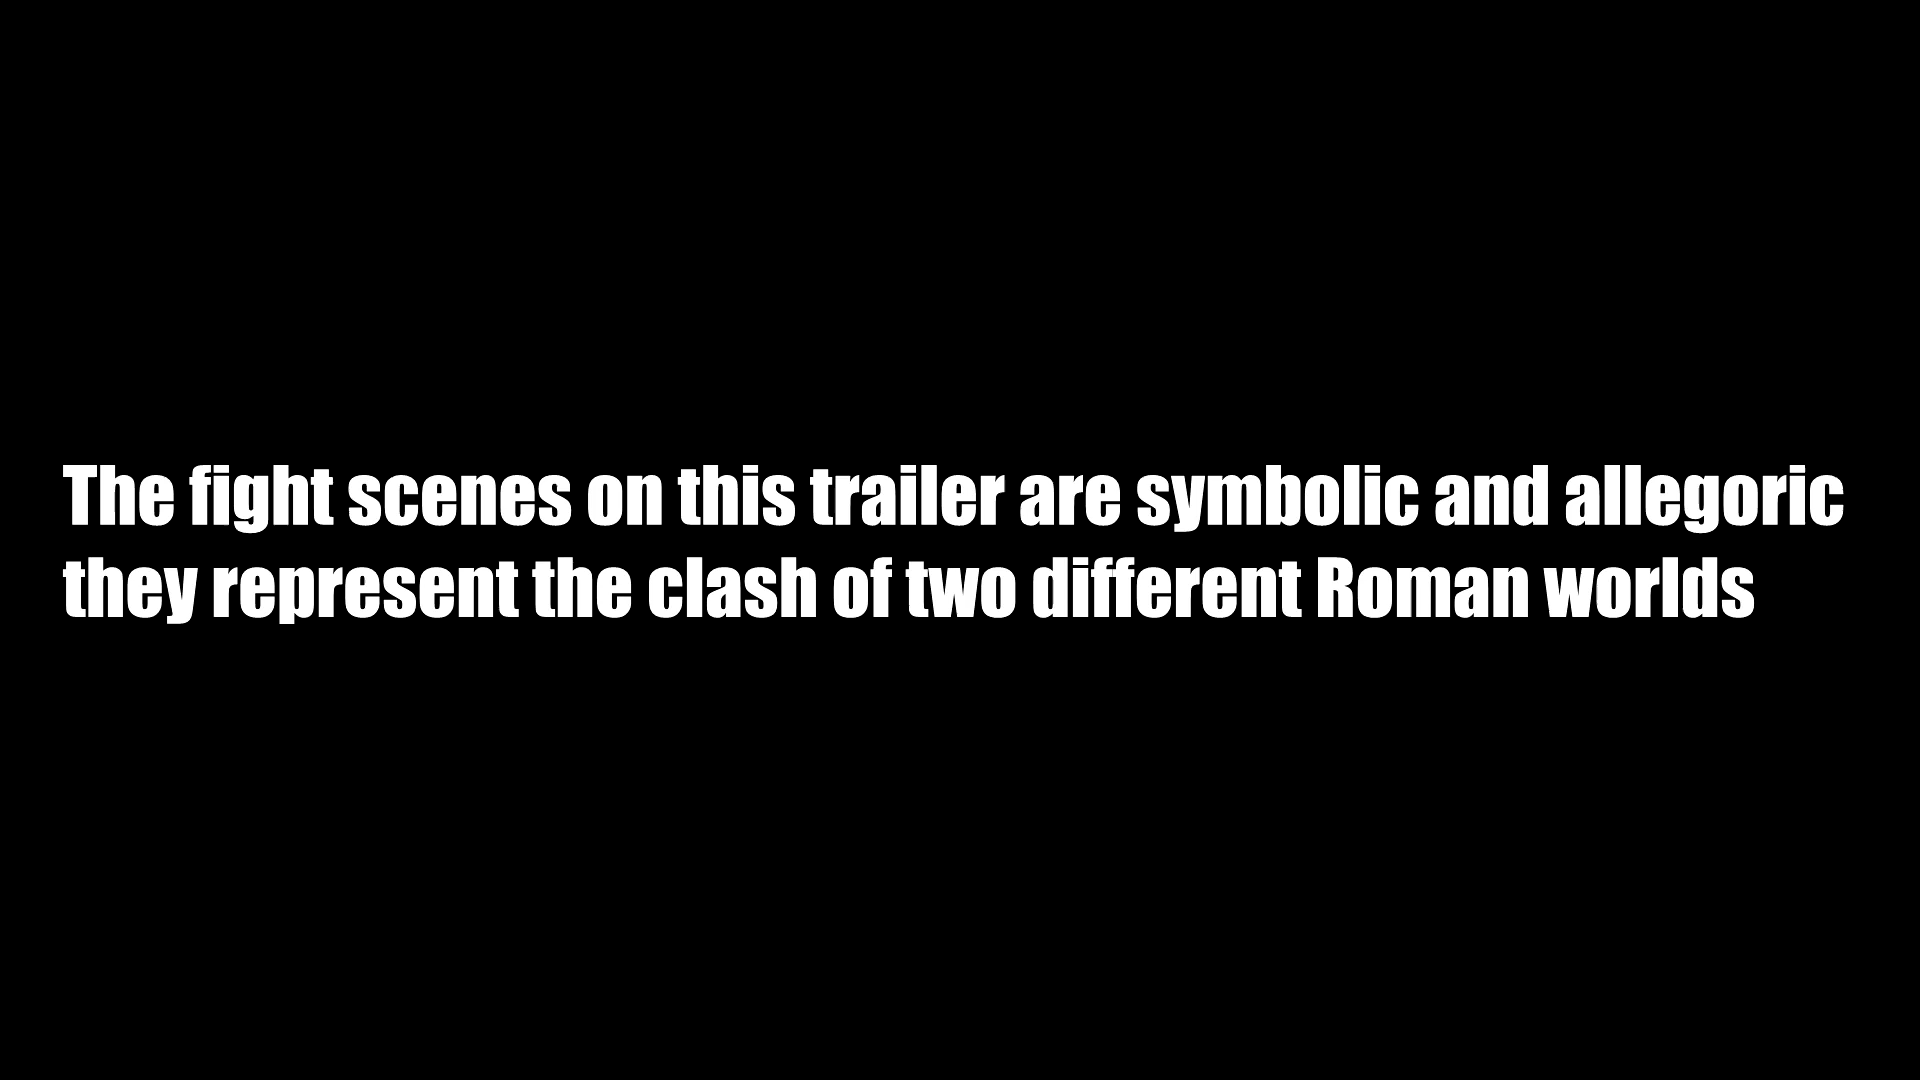 The fight scenes on this trailer are symbolic and allegoric
they represent the clash of two different Roman worlds